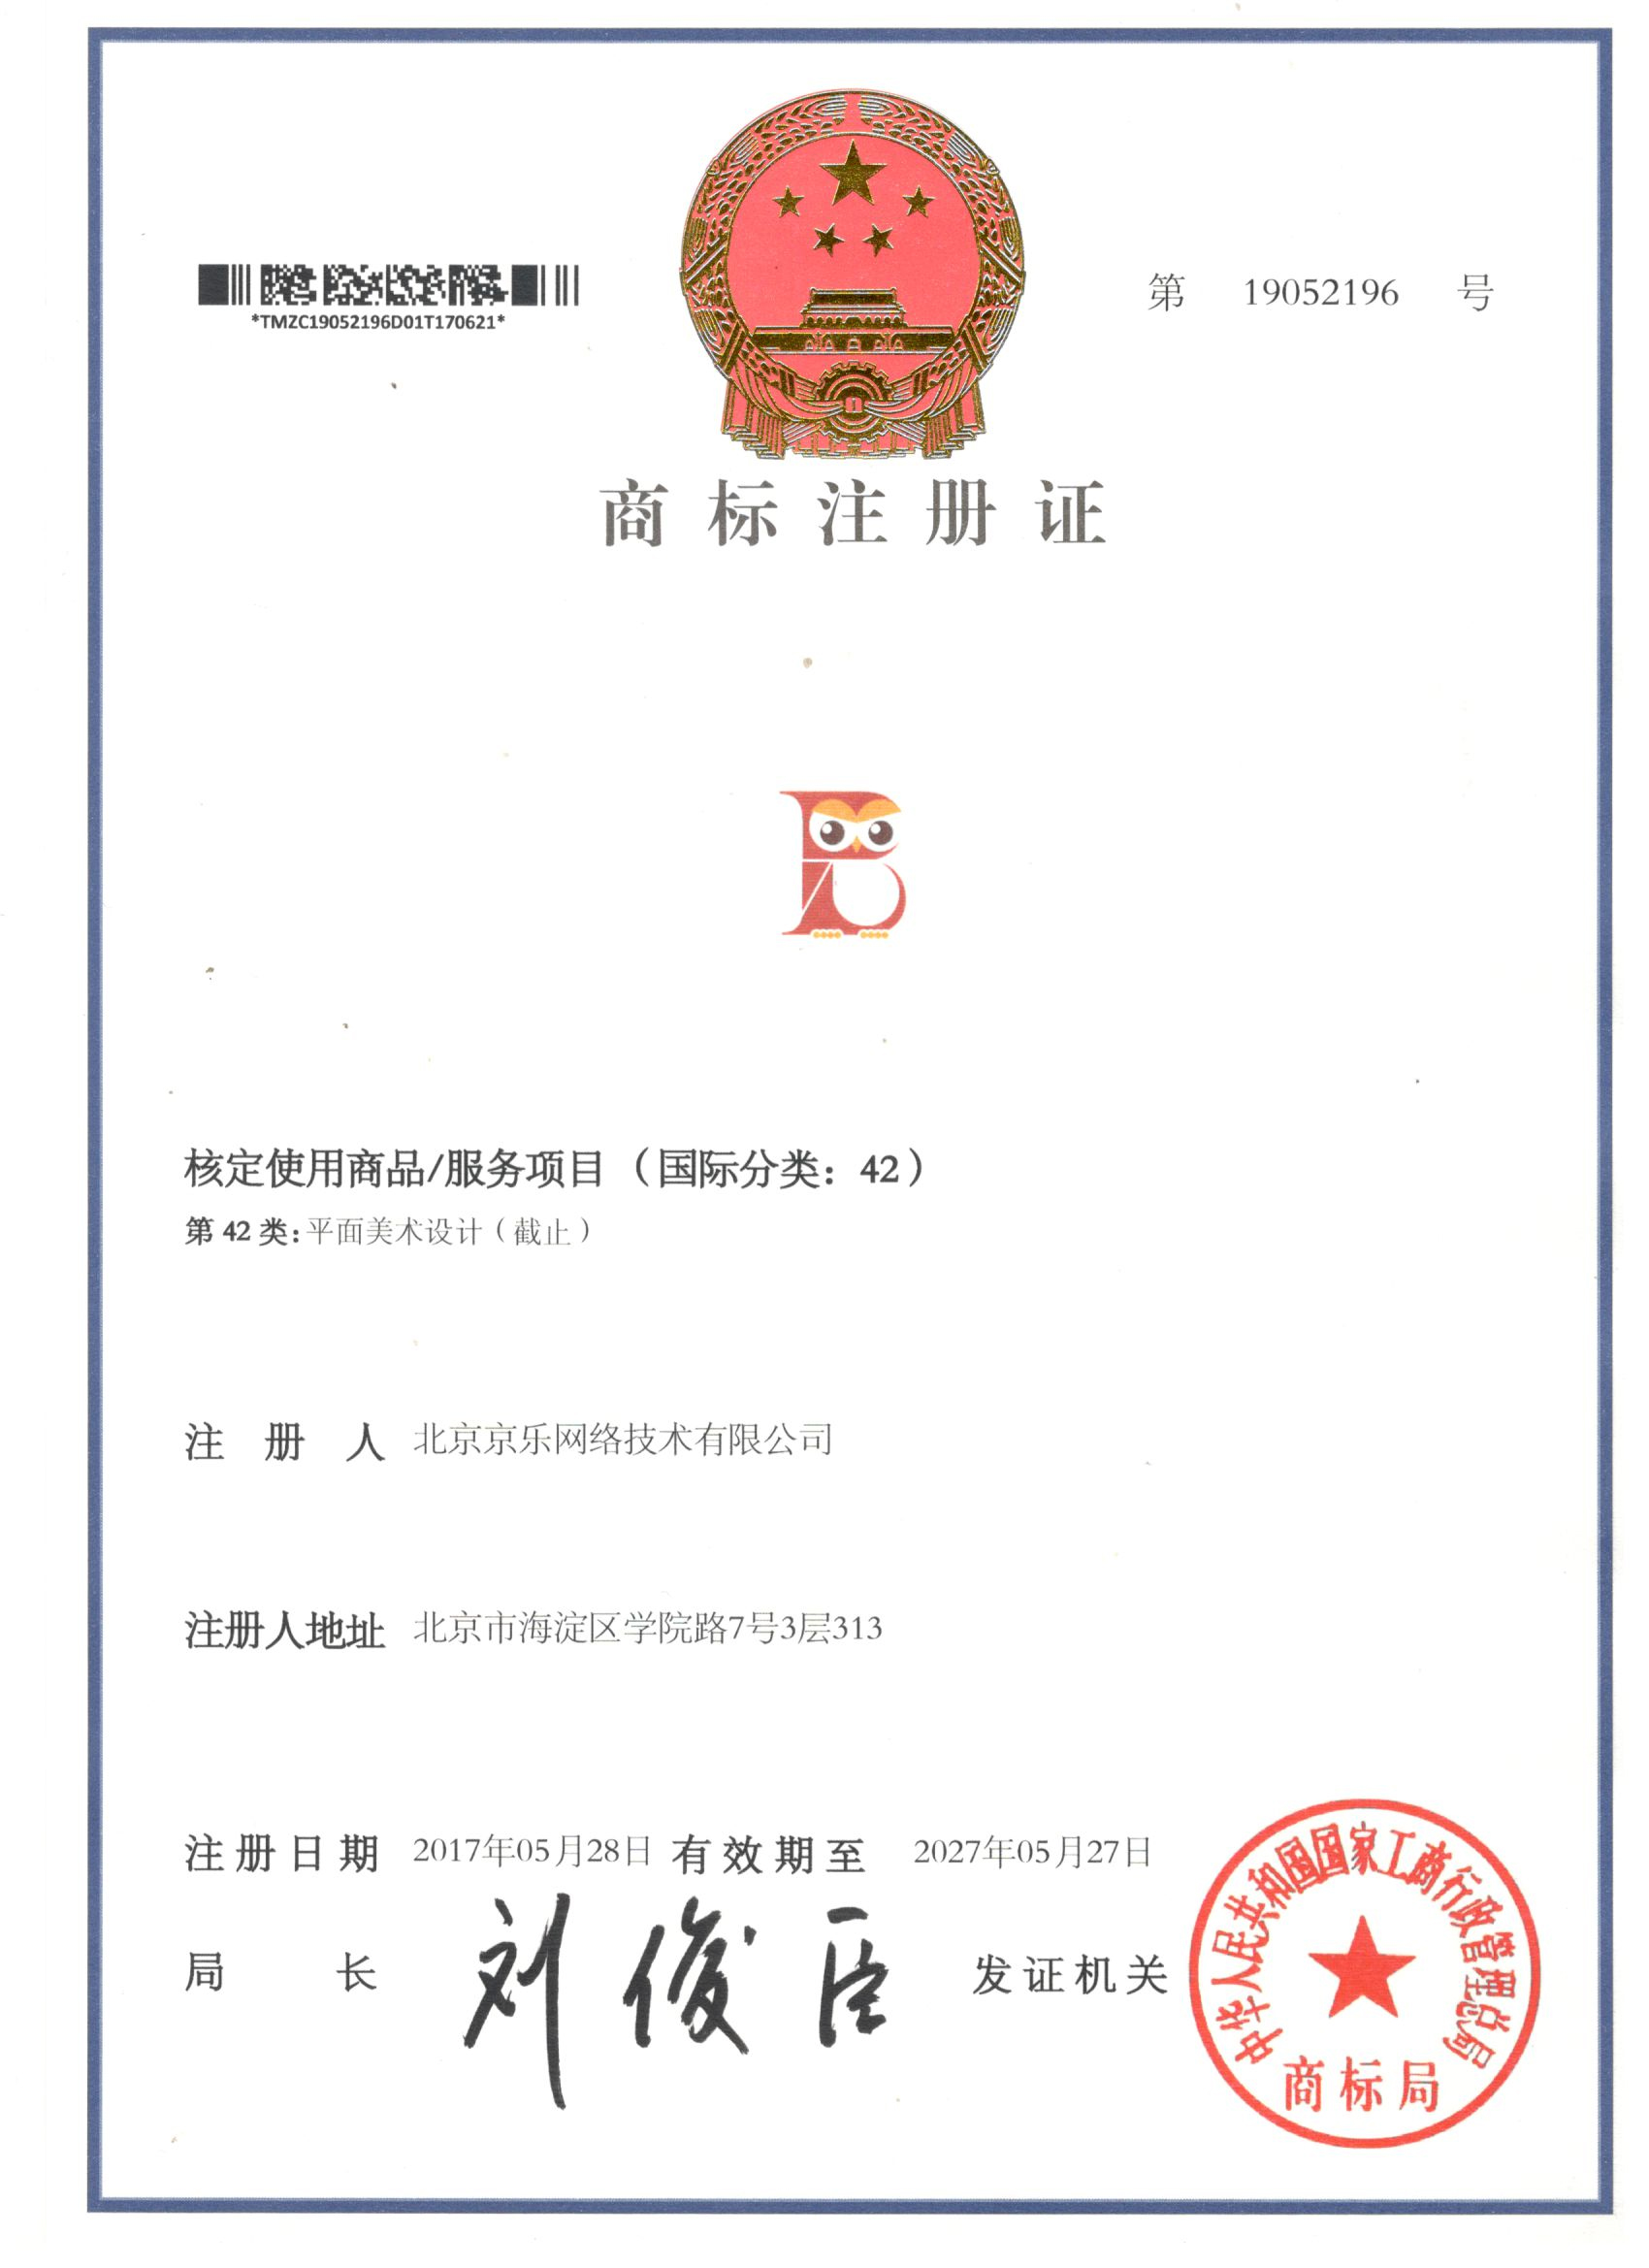 *TMZC19052196D01T170621*
第 19052196 号
商标注册证
核定使用商品/服务项目（国际分类：42）
第 42 类：平面美术设计（截止）
注册人 北京京乐网络技术有限公司
注册人地址 北京市海淀区学院路7号3层313
注册日期 2017年05月28日 有效期至 2027年05月27日
局长 刘俊臣 发证机关
中华人民共和国国家工商行政管理总局
商标局